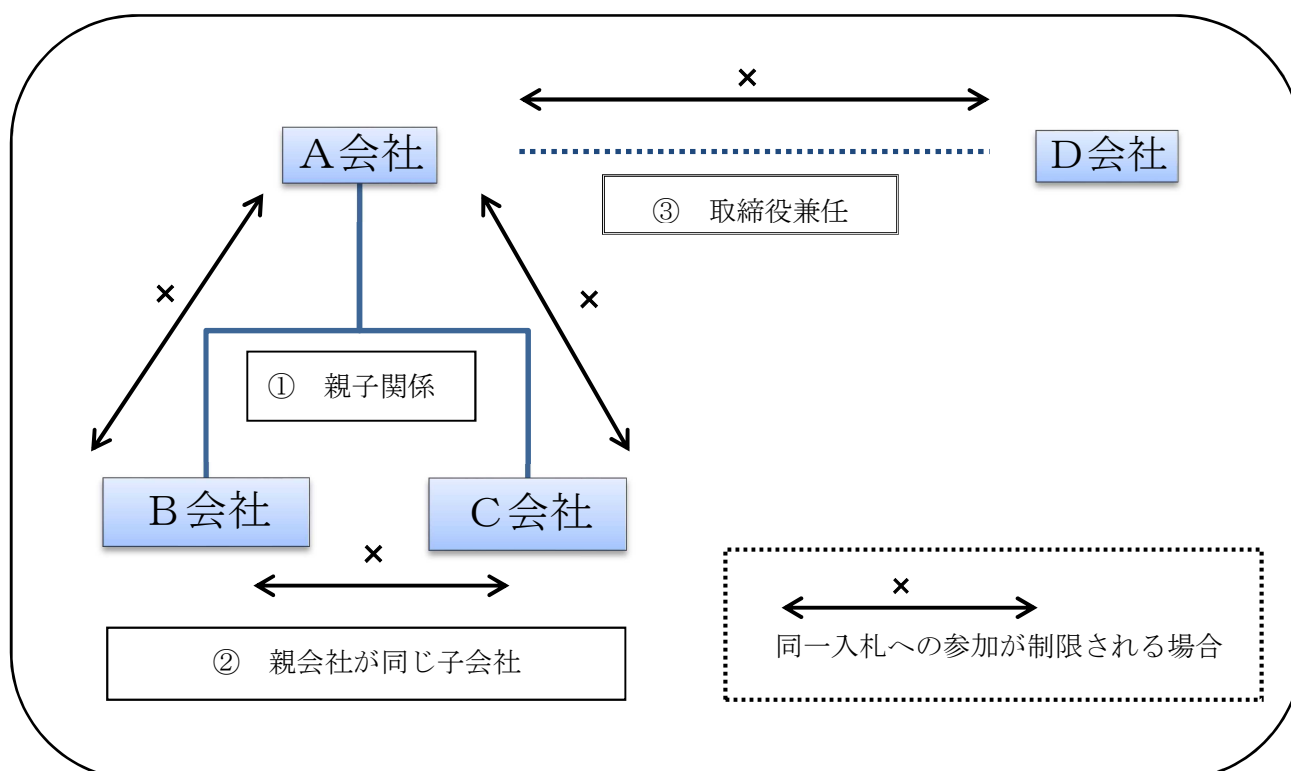 ×
A会社
D会社
③ 取締役兼任
×
×
① 親子関係
B会社
C会社
×
×
② 親会社が同じ子会社
同一入札への参加が制限される場合